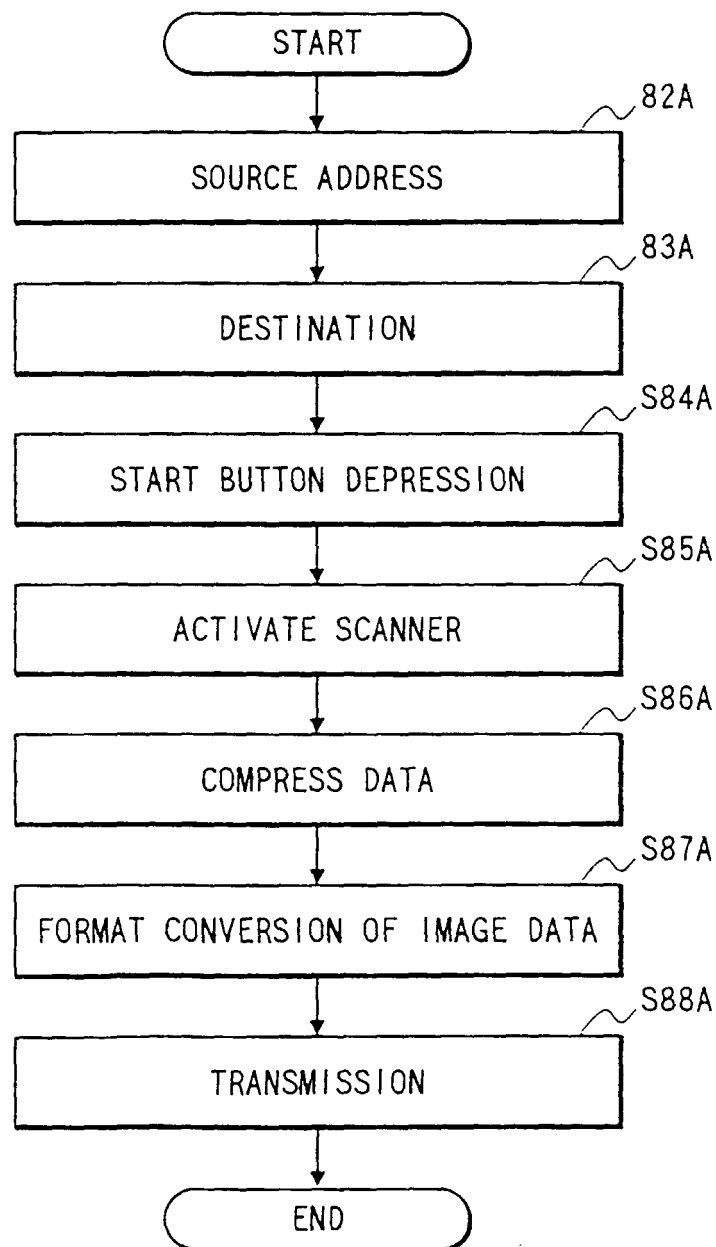 START
82A
SOURCE ADDRESS
83A
DESTINATION
S84A
START BUTTON DEPRESSION
S85A
ACTIVATE SCANNER
S86A
COMPRESS DATA
S87A
FORMAT CONVERSION OF IMAGE DATA
S88A
TRANSMISSION
END